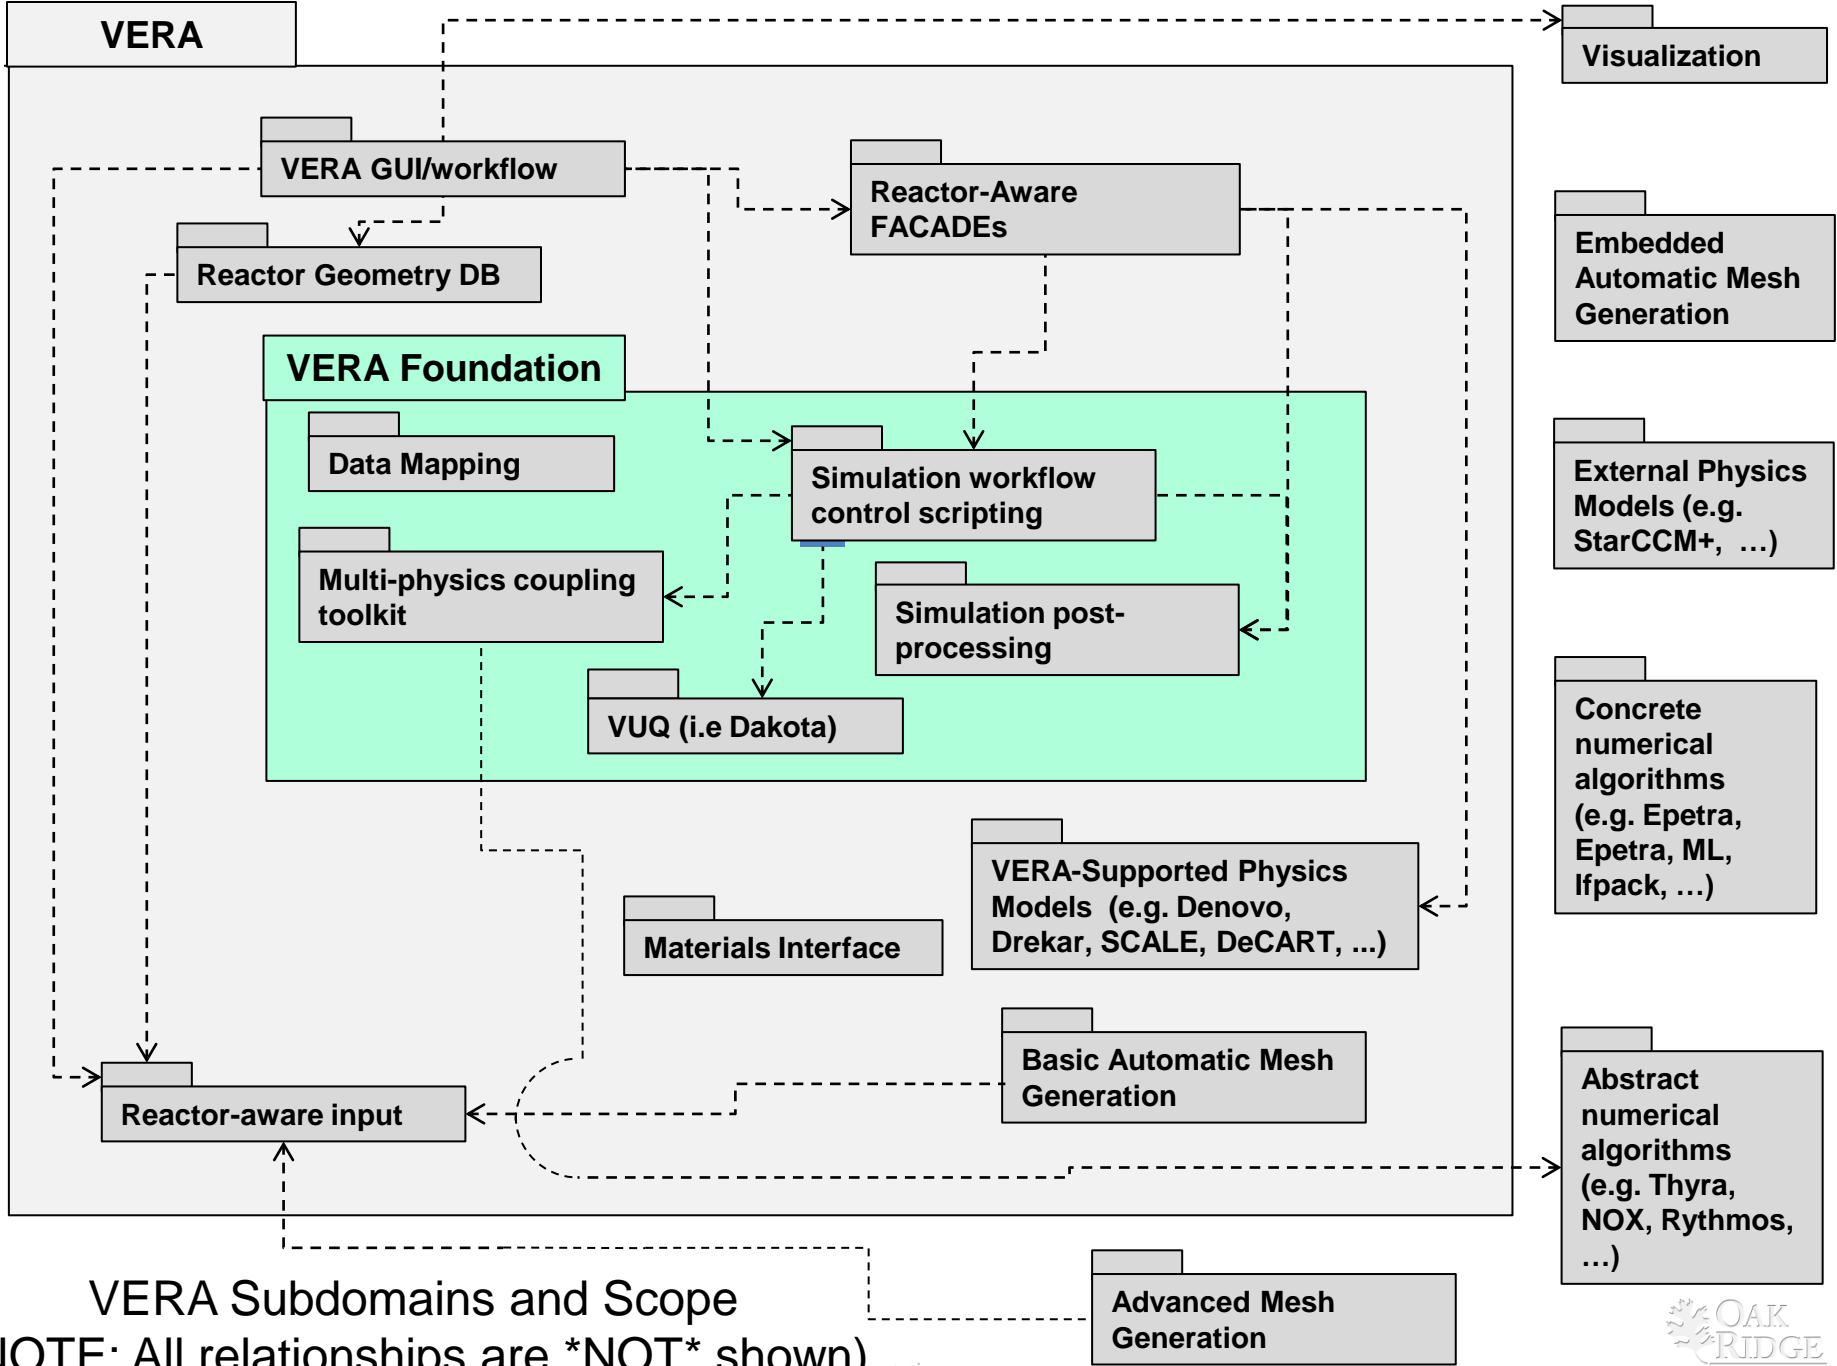 VERA
Visualization
VERA GUI/workflow
Reactor-Aware
FACADEs
Reactor Geometry DB
Embedded
Automatic Mesh
Generation
VERA Foundation
Data Mapping
Simulation workflow
control scripting
External Physics
Models (e.g.
StarCCM+, …)
Multi-physics coupling
toolkit
Simulation post-
processing
VUQ (i.e Dakota)
Concrete
numerical
algorithms
(e.g. Epetra,
Epetra, ML,
Ifpack, …)
VERA-Supported Physics
Models (e.g. Denovo,
Drekar, SCALE, DeCART, ...)
Materials Interface
Basic Automatic Mesh
Generation
Reactor-aware input
Abstract
numerical
algorithms
(e.g. Thyra,
NOX, Rythmos,
…)
Advanced Mesh
Generation
VERA Subdomains and Scope
NOTE: All relationships are *NOT* shown)
OAK
RIDGE